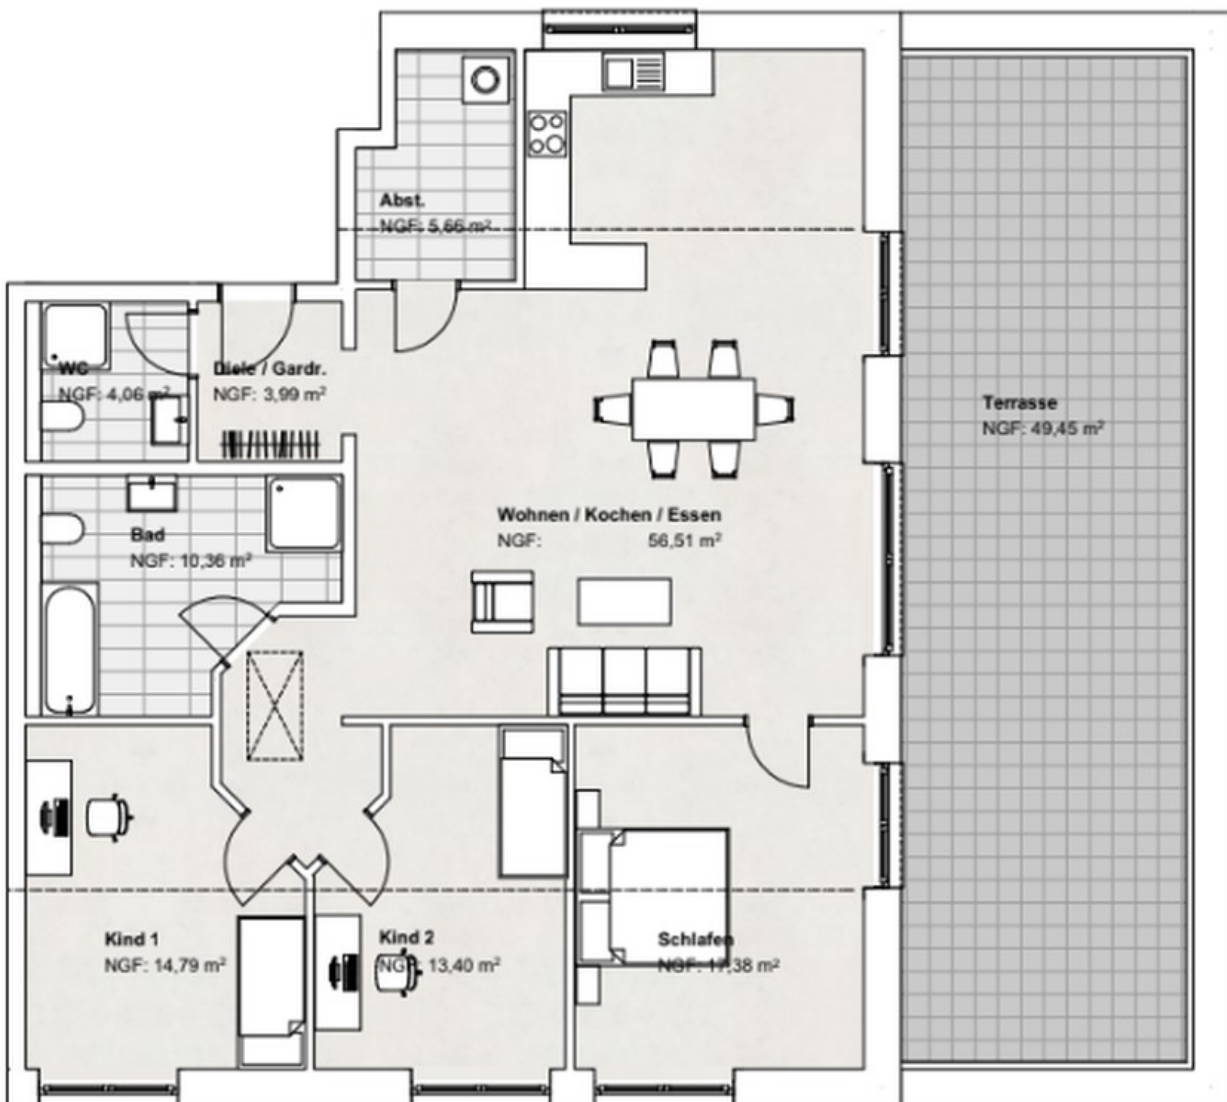 Abst.
NGF: 5,66 m²
WC
NGF: 4,06 m²
Diele / Gardr.
NGF: 3,99 m²
Terrasse
NGF: 49,45 m²
Wohnen / Kochen / Essen
NGF: 56,51 m²
Bad
NGF: 10,36 m²
Kind 1
NGF: 14,79 m²
Kind 2
NGF: 13,40 m²
Schlafen
NGF: 17,38 m²